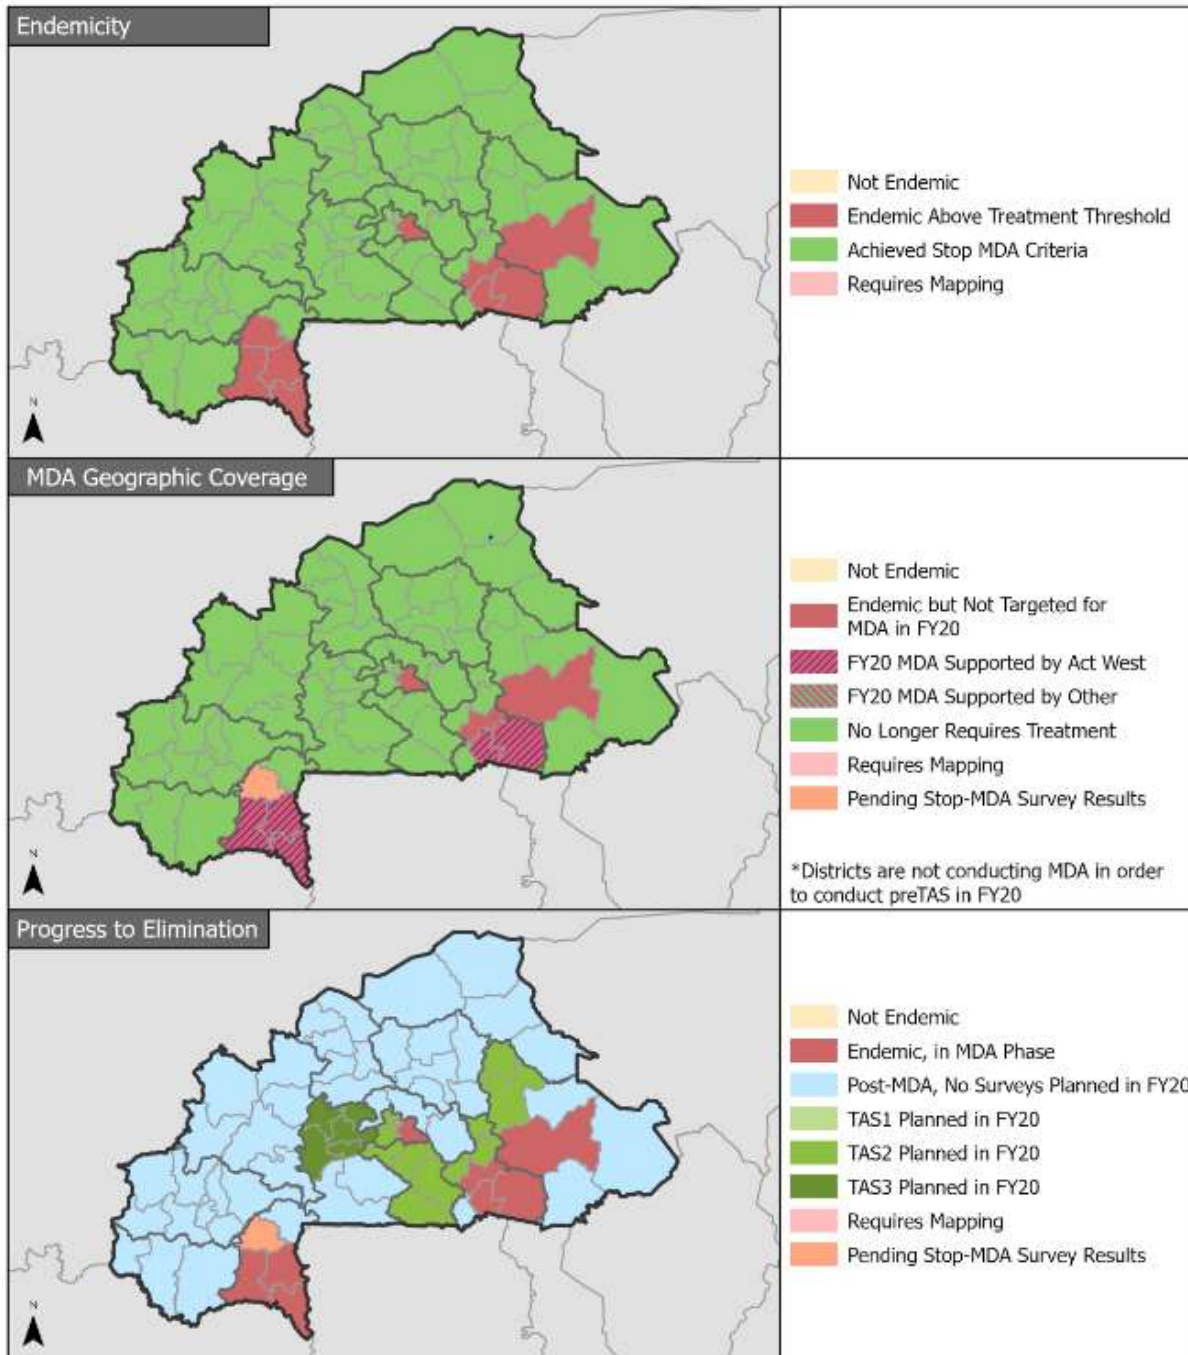 Endemicity
Not Endemic
Endemic Above Treatment Threshold
Achieved Stop MDA Criteria
Requires Mapping
N
MDA Geographic Coverage
Not Endemic
Endemic but Not Targeted for
MDA in FY20
FY20 MDA Supported by Act West
FY20 MDA Supported by Other
No Longer Requires Treatment
Requires Mapping
Pending Stop-MDA Survey Results
*Districts are not conducting MDA in order
to conduct preTAS in FY20
N
Progress to Elimination
Not Endemic
Endemic, in MDA Phase
Post-MDA, No Surveys Planned in FY20
TAS1 Planned in FY20
TAS2 Planned in FY20
TAS3 Planned in FY20
Requires Mapping
Pending Stop-MDA Survey Results
N